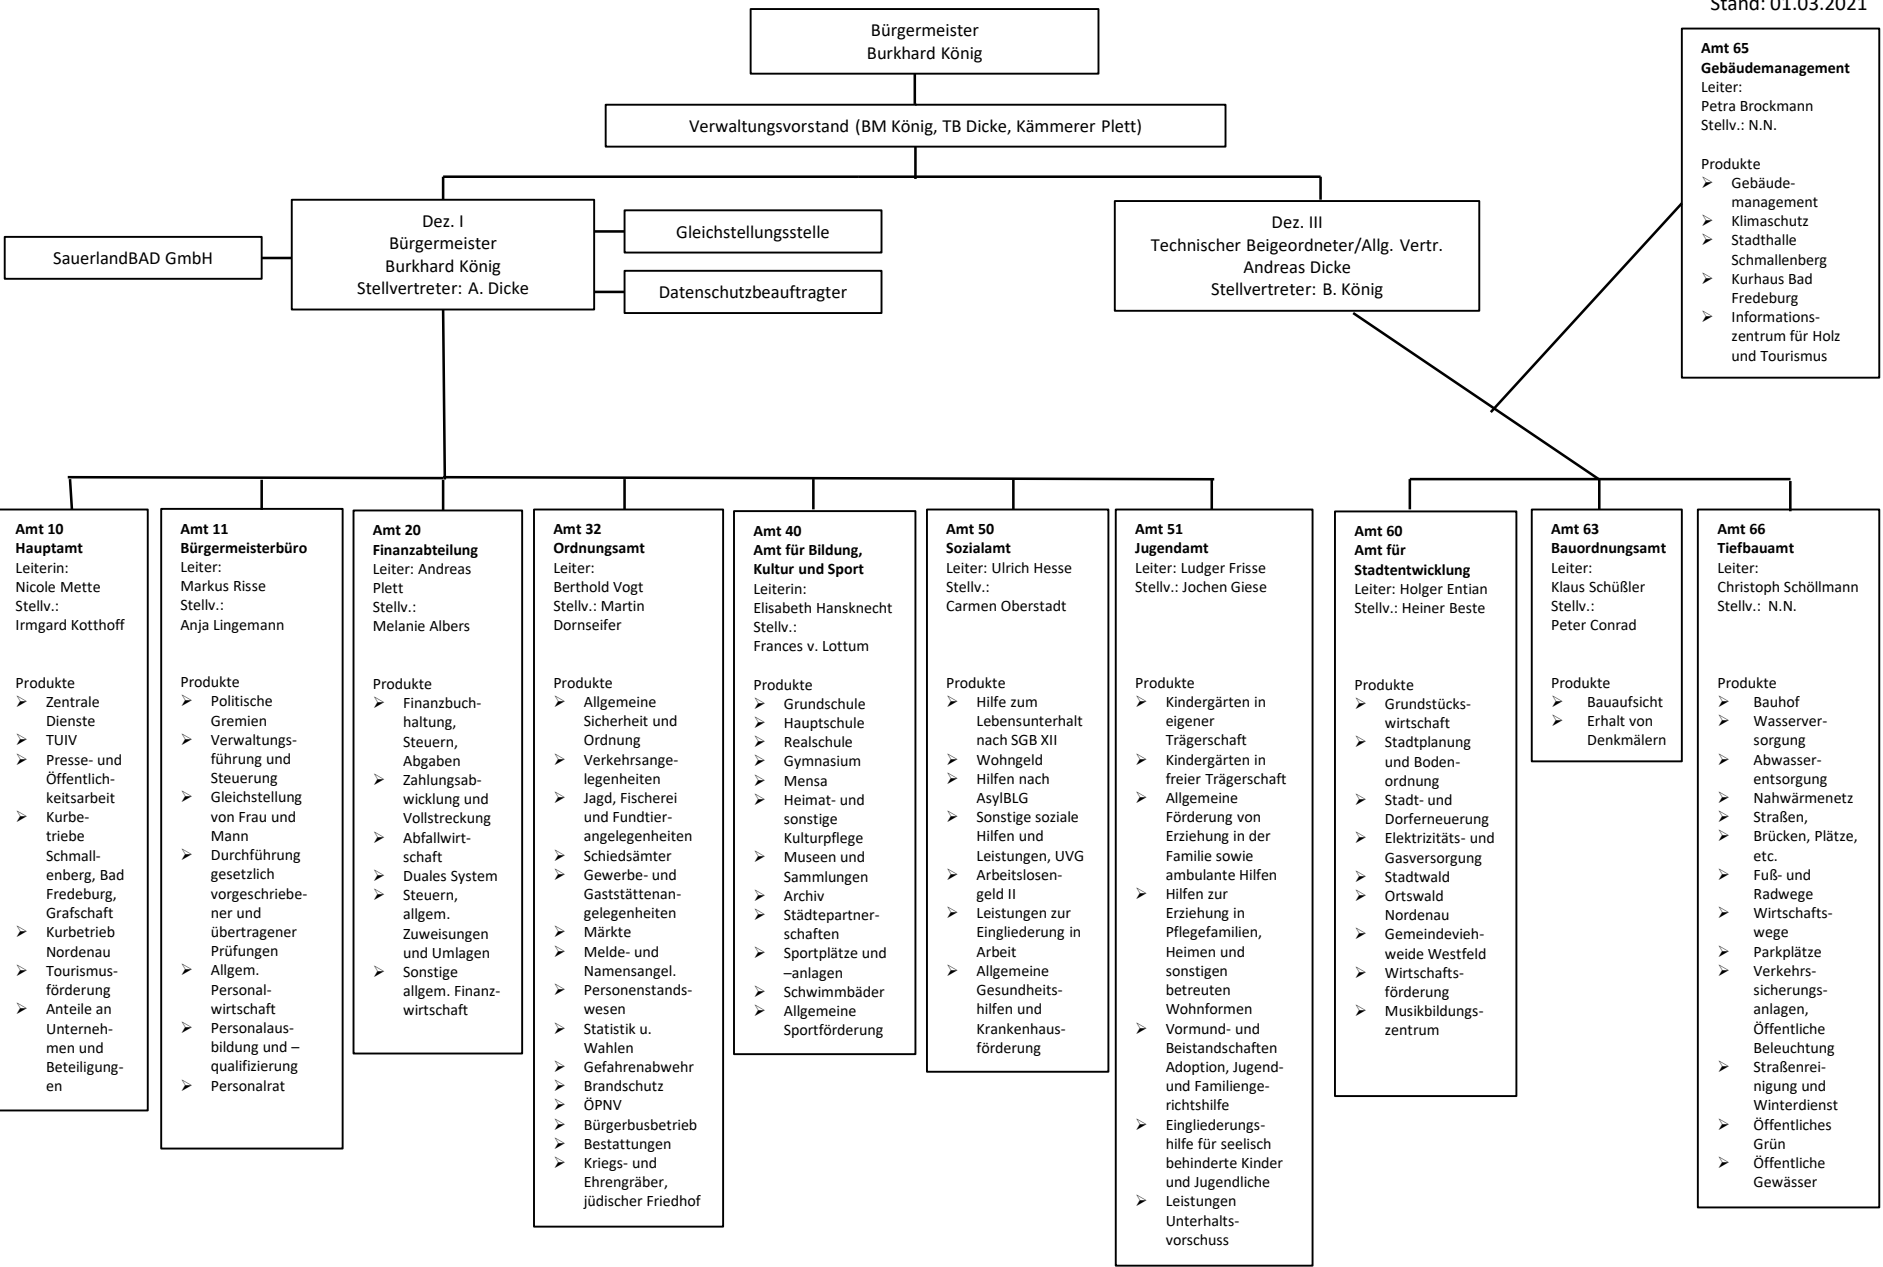 Stand: 01.03.2021
Bürgermeister
Burkhard König
Verwaltungsvorstand (BM König, TB Dicke, Kämmerer Plett)
Dez. I
Bürgermeister
Burkhard König
Stellvertreter: A. Dicke
SauerlandBAD GmbH
Gleichstellungsstelle
Datenschutzbeauftragter
Dez. III
Technischer Beigeordneter/Allg. Vertr.
Andreas Dicke
Stellvertreter: B. König
Amt 65
Gebäudemanagement
Leiter:
Petra Brockmann
Stellv.: N.N.
Produkte
➢ Gebäude-
management
➢ Klimaschutz
➢ Stadthalle
Schmallenberg
➢ Kurhaus Bad
Fredeburg
➢ Informations-
zentrum für Holz
und Tourismus
Amt 10
Hauptamt
Leiterin:
Nicole Mette
Stellv.:
Irmgard Kotthoff
Produkte
➢ Zentrale
Dienste
➢ TUIV
➢ Presse- und
Öffentlich-
keitsarbeit
➢ Kurbe-
triebe
Schmall-
enberg, Bad
Fredeburg,
Grafschaft
➢ Kurbetrieb
Nordenau
➢ Tourismus-
förderung
➢ Anteile an
Unterneh-
men und
Beteiligung-
en
Amt 11
Bürgermeisterbüro
Leiter:
Markus Risse
Stellv.:
Anja Lingemann
Produkte
➢ Politische
Gremien
➢ Verwaltungs-
führung und
Steuerung
➢ Gleichstellung
von Frau und
Mann
➢ Durchführung
gesetzlich
vorgeschriebe-
ner und
übertragener
Prüfungen
➢ Allgem.
Personal-
wirtschaft
➢ Personalaus-
bildung und –
qualifizierung
➢ Personalrat
Amt 20
Finanzabteilung
Leiter: Andreas
Plett
Stellv.:
Melanie Albers
Produkte
➢ Finanzbuch-
haltung,
Steuern,
Abgaben
➢ Zahlungsab-
wicklung und
Vollstreckung
➢ Abfallwirt-
schaft
➢ Duales System
➢ Steuern,
allgem.
Zuweisungen
und Umlagen
➢ Sonstige
allgem. Finanz-
wirtschaft
Amt 32
Ordnungsamt
Leiter:
Berthold Vogt
Stellv.: Martin
Dornseifer
Produkte
➢ Allgemeine
Sicherheit und
Ordnung
➢ Verkehrsange-
legenheiten
➢ Jagd, Fischerei
und Fundtier-
angelegenheiten
➢ Schiedsämter
➢ Gewerbe- und
Gaststättenan-
gelegenheiten
➢ Märkte
➢ Melde- und
Namensangel.
➢ Personenstands-
wesen
➢ Statistik u.
Wahlen
➢ Gefahrenabwehr
➢ Brandschutz
➢ ÖPNV
➢ Bürgerbusbetrieb
➢ Bestattungen
➢ Kriegs- und
Ehrengräber,
jüdischer Friedhof
Amt 40
Amt für Bildung,
Kultur und Sport
Leiterin:
Elisabeth Hansknecht
Stellv.:
Frances v. Lottum
Produkte
➢ Grundschule
➢ Hauptschule
➢ Realschule
➢ Gymnasium
➢ Mensa
➢ Heimat- und
sonstige
Kulturpflege
➢ Museen und
Sammlungen
➢ Archiv
➢ Städtepartner-
schaften
➢ Sportplätze und
–anlagen
➢ Schwimmbäder
➢ Allgemeine
Sportförderung
Amt 50
Sozialamt
Leiter: Ulrich Hesse
Stellv.:
Carmen Oberstadt
Produkte
➢ Hilfe zum
Lebensunterhalt
nach SGB XII
➢ Wohngeld
➢ Hilfen nach
AsylBLG
➢ Sonstige soziale
Hilfen und
Leistungen, UVG
➢ Arbeitslosen-
geld II
➢ Leistungen zur
Eingliederung in
Arbeit
➢ Allgemeine
Gesundheits-
hilfen und
Krankenhaus-
förderung
Amt 51
Jugendamt
Leiter: Ludger Frisse
Stellv.: Jochen Giese
Produkte
➢ Kindergärten in
eigener
Trägerschaft
➢ Kindergärten in
freier Trägerschaft
➢ Allgemeine
Förderung von
Erziehung in der
Familie sowie
ambulante Hilfen
➢ Hilfen zur
Erziehung in
Pflegefamilien,
Heimen und
sonstigen
betreuten
Wohnformen
➢ Vormund- und
Beistandschaften
Adoption, Jugend-
und Familienge-
richtshilfe
➢ Eingliederungs-
hilfe für seelisch
behinderte Kinder
und Jugendliche
➢ Leistungen
Unterhalts-
vorschuss
Amt 60
Amt für
Stadtentwicklung
Leiter: Holger Entian
Stellv.: Heiner Beste
Produkte
➢ Grundstücks-
wirtschaft
➢ Stadtplanung
und Boden-
ordnung
➢ Stadt- und
Dorferneuerung
➢ Elektrizitäts- und
Gasversorgung
➢ Stadtwald
➢ Ortswald
Nordenau
➢ Gemeindevieh-
weide Westfeld
➢ Wirtschafts-
förderung
➢ Musikbildungs-
zentrum
Amt 63
Bauordnungsamt
Leiter:
Klaus Schüßler
Stellv.:
Peter Conrad
Produkte
➢ Bauaufsicht
➢ Erhalt von
Denkmälern
Amt 66
Tiefbauamt
Leiter:
Christoph Schöllmann
Stellv.: N.N.
Produkte
➢ Bauhof
➢ Wasserver-
sorgung
➢ Abwasser-
entsorgung
➢ Nahwärmenetz
➢ Straßen,
➢ Brücken, Plätze,
etc.
➢ Fuß- und
Radwege
➢ Wirtschafts-
wege
➢ Parkplätze
➢ Verkehrs-
sicherungs-
anlagen,
Öffentliche
Beleuchtung
➢ Straßenrei-
nigung und
Winterdienst
➢ Öffentliches
Grün
➢ Öffentliche
Gewässer